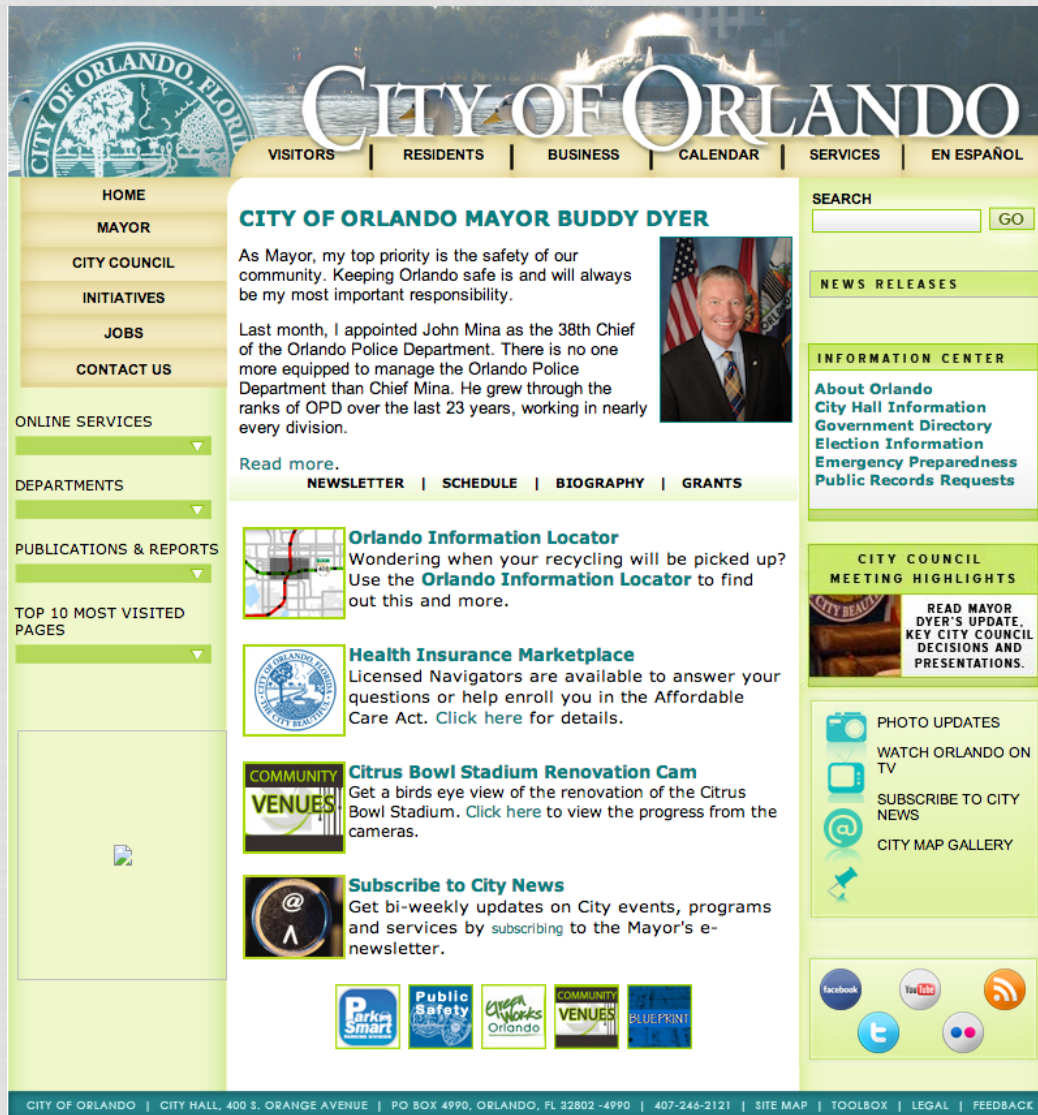 CITY OF ORLANDO, FLORIDA
CITY OF ORLANDO
VISITORS | RESIDENTS | BUSINESS | CALENDAR | SERVICES | EN ESPAÑOL
HOME
MAYOR
CITY COUNCIL
INITIATIVES
JOBS
CONTACT US
ONLINE SERVICES
DEPARTMENTS
PUBLICATIONS & REPORTS
TOP 10 MOST VISITED
PAGES
CITY OF ORLANDO MAYOR BUDDY DYER
As Mayor, my top priority is the safety of our
community. Keeping Orlando safe is and will always
be my most important responsibility.
Last month, I appointed John Mina as the 38th Chief
of the Orlando Police Department. There is no one
more equipped to manage the Orlando Police
Department than Chief Mina. He grew through the
ranks of OPD over the last 23 years, working in nearly
every division.
Read more.
NEWSLETTER | SCHEDULE | BIOGRAPHY | GRANTS
Orlando Information Locator
Wondering when your recycling will be picked up?
Use the Orlando Information Locator to find
out this and more.
CITY OF ORLANDO, FLORIDA
THE CITY BEAUTIFUL
Health Insurance Marketplace
Licensed Navigators are available to answer your
questions or help enroll you in the Affordable
Care Act. Click here for details.
COMMUNITY
VENUES
Citrus Bowl Stadium Renovation Cam
Get a birds eye view of the renovation of the Citrus
Bowl Stadium. Click here to view the progress from the
cameras.
@
Subscribe to City News
Get bi-weekly updates on City events, programs
and services by subscribing to the Mayor's e-
newsletter.
Park
Smart
PARKING DIVISION
Public
Safety
Green
Works
Orlando
COMMUNITY
VENUES
BLUEPRINT
SEARCH
GO
NEWS RELEASES
INFORMATION CENTER
About Orlando
City Hall Information
Government Directory
Election Information
Emergency Preparedness
Public Records Requests
CITY COUNCIL
MEETING HIGHLIGHTS
CITY BEAUTI
READ MAYOR
DYER'S UPDATE,
KEY CITY COUNCIL
DECISIONS AND
PRESENTATIONS.
PHOTO UPDATES
WATCH ORLANDO ON
TV
SUBSCRIBE TO CITY
NEWS
CITY MAP GALLERY
facebook
YouTube
CITY OF ORLANDO | CITY HALL, 400 S. ORANGE AVENUE | PO BOX 4990, ORLANDO, FL 32802 -4990 | 407-246-2121 | SITE MAP | TOOLBOX | LEGAL | FEEDBACK